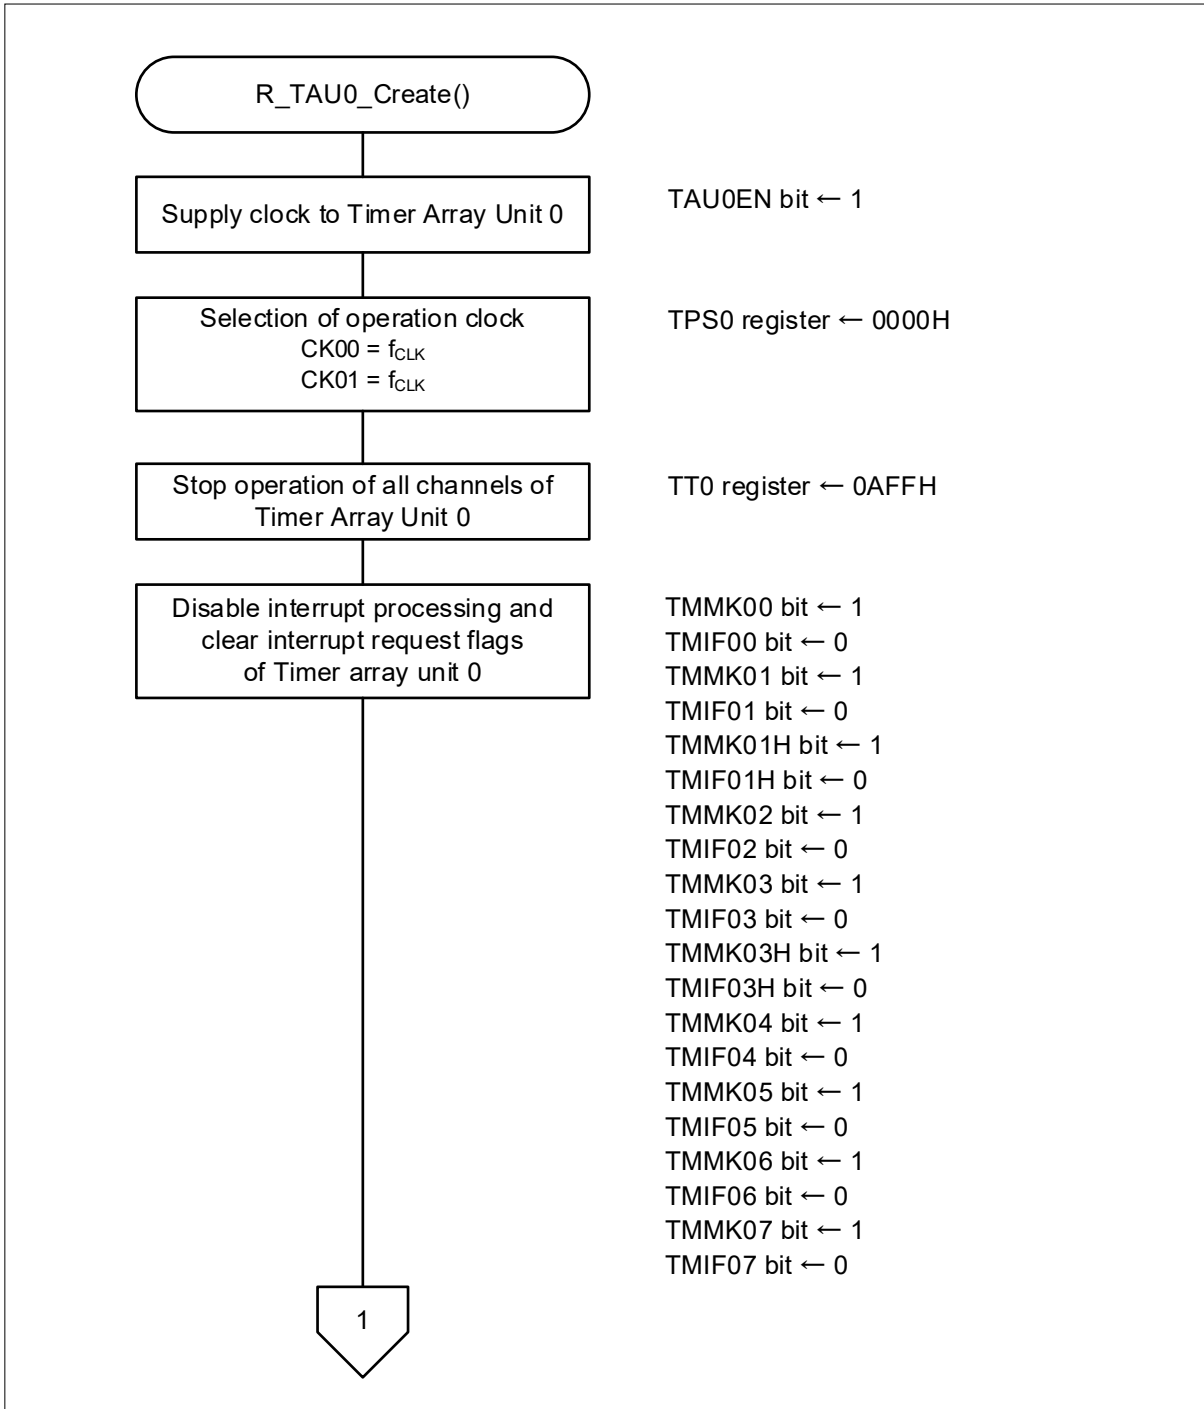 R_TAU0_Create()
Supply clock to Timer Array Unit 0
TAU0EN bit ← 1
Selection of operation clock
CK00 = fCLK
CK01 = fCLK
TPS0 register ← 0000H
Stop operation of all channels of
Timer Array Unit 0
TT0 register ← 0AFFH
Disable interrupt processing and
clear interrupt request flags
of Timer array unit 0
TMMK00 bit ← 1
TMIF00 bit ← 0
TMMK01 bit ← 1
TMIF01 bit ← 0
TMMK01H bit ← 1
TMIF01H bit ← 0
TMMK02 bit ← 1
TMIF02 bit ← 0
TMMK03 bit ← 1
TMIF03 bit ← 0
TMMK03H bit ← 1
TMIF03H bit ← 0
TMMK04 bit ← 1
TMIF04 bit ← 0
TMMK05 bit ← 1
TMIF05 bit ← 0
TMMK06 bit ← 1
TMIF06 bit ← 0
TMMK07 bit ← 1
TMIF07 bit ← 0
1